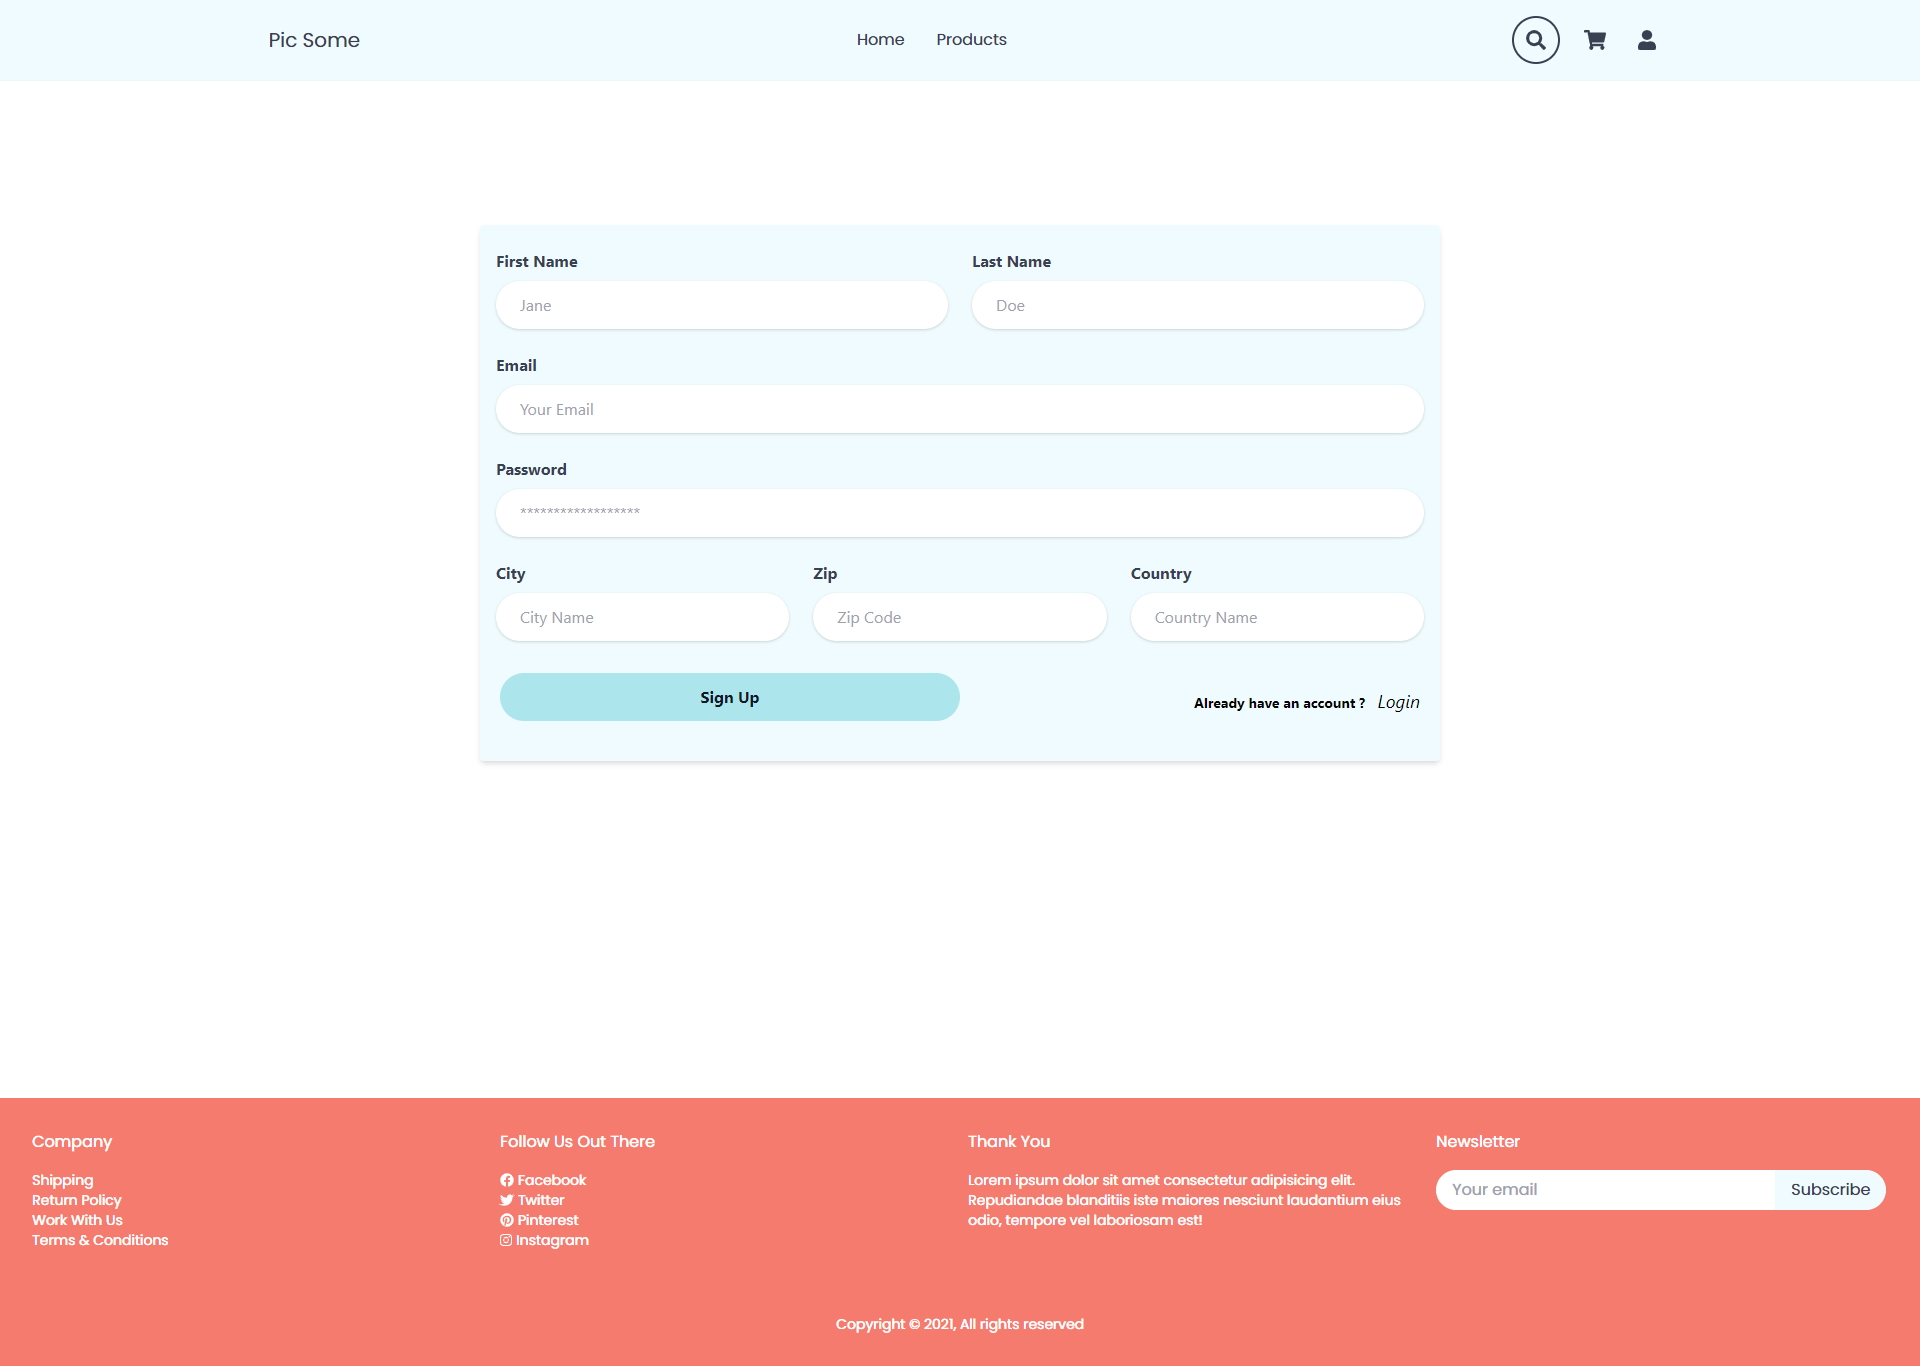 Pic Some
Home Products
First Name Last Name
Jane Doe
Email
Your Email
Password
******************
City Zip Country
City Name Zip Code Country Name
Sign Up
Already have an account ? Login
Company
Shipping
Return Policy
Work With Us
Terms & Conditions
Follow Us Out There
Facebook
Twitter
Pinterest
Instagram
Thank You
Lorem ipsum dolor sit amet consectetur adipisicing elit.
Repudiandae blanditiis iste maiores nesciunt laudantium eius
odio, tempore vel laboriosam est!
Newsletter
Your email Subscribe
Copyright © 2021, All rights reserved